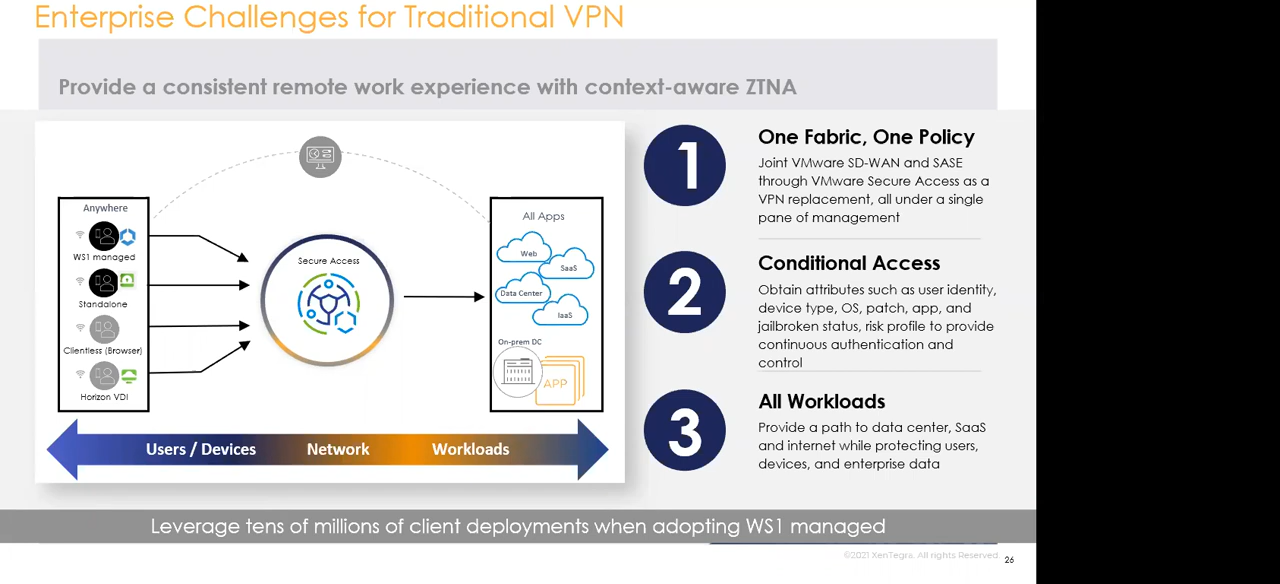 Enterprise Challenges for Traditional VPN
Provide a consistent remote work experience with context-aware ZTNA
Anywhere
WS1 managed
Standalone
Clientless (Browser)
Horizon VDI
Secure Access
All Apps
Web
SaaS
Data Center
IaaS
On-prem DC
APP
Users / Devices
Network
Workloads
1
One Fabric, One Policy
Joint VMware SD-WAN and SASE
through VMware Secure Access as a
VPN replacement, all under a single
pane of management
2
Conditional Access
Obtain attributes such as user identity,
device type, OS, patch, app, and
jailbroken status, risk profile to provide
continuous authentication and
control
3
All Workloads
Provide a path to data center, SaaS
and internet while protecting users,
devices, and enterprise data
Leverage tens of millions of client deployments when adopting WS1 managed
©2021 XenTegra. All rights Reserved.
26